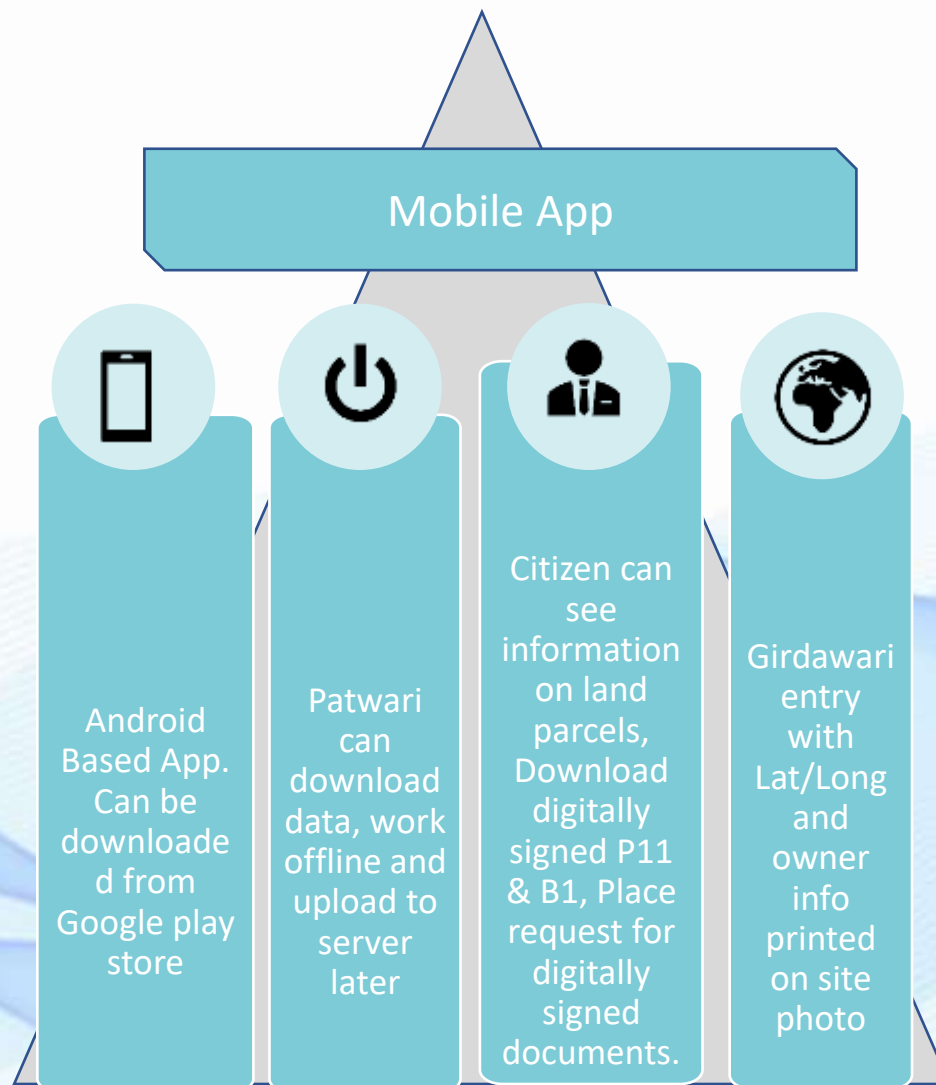 Mobile App
Android
Based App.
Can be
downloade
d from
Google play
store
Patwari
can
download
data, work
offline and
upload to
server
later
Citizen can
see
information
on land
parcels,
Download
digitally
signed P11
& B1, Place
request for
digitally
signed
documents.
Girdawari
entry
with
Lat/Long
and
owner
info
printed
on site
photo